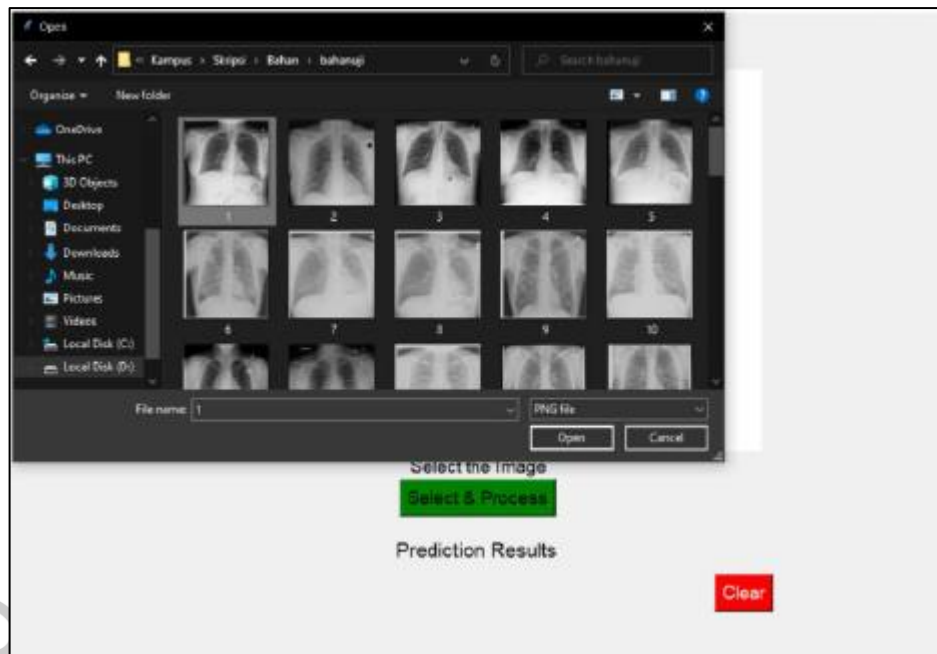 Open
« Kampus › Skripsi › Bahan › bahanuji
Search bahanuji
Organize
New folder
OneDrive
This PC
3D Objects
Desktop
Documents
Downloads
Music
Pictures
Videos
Local Disk (C:)
Local Disk (D:)
1 2 3 4 5
6 7 8 9 10
File name: 1
PNG file
Open Cancel
Select the Image
Select & Process
Prediction Results
Clear